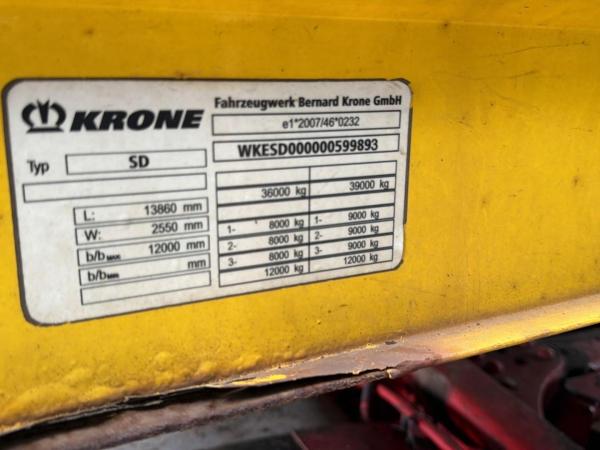 KRONE
Fahrzeugwerk Bernard Krone GmbH
e1*2007/46*0232
Typ SD
WKESD000000599893
36000 kg 39000 kg
L: 13860 mm
W: 2550 mm
b/b MAX 12000 mm
b/b MIN mm
1- 8000 kg 1- 9000 kg
2- 8000 kg 2- 9000 kg
3- 8000 kg 3- 9000 kg
12000 kg 12000 kg